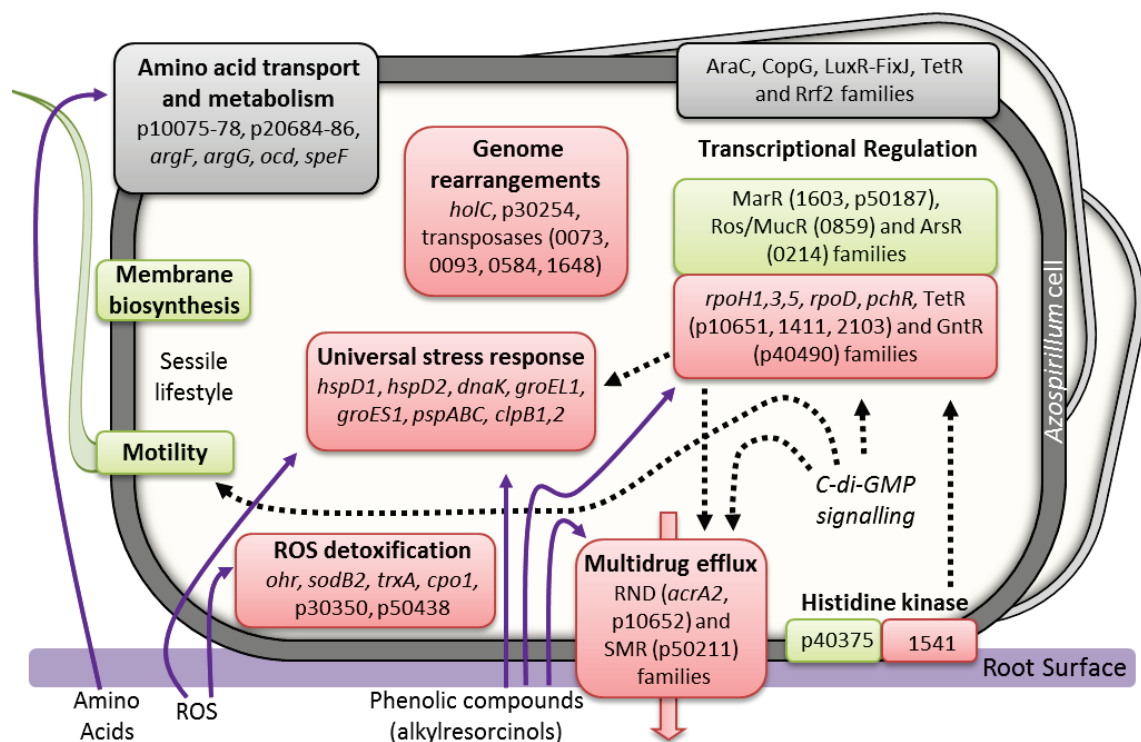 Amino acid transport
and metabolism
p10075-78, p20684-86,
argF, argG, ocd, speF
AraC, CopG, LuxR-FixJ, TetR
and Rrf2 families
Genome
rearrangements
holC, p30254,
transposases (0073,
0093, 0584, 1648)
Transcriptional Regulation
MarR (1603, p50187),
Ros/MucR (0859) and ArsR
(0214) families
rpoH1,3,5, rpoD, pchR, TetR
(p10651, 1411, 2103) and GntR
(p40490) families
Azospirillum cell
Membrane
biosynthesis
Sessile
lifestyle
Motility
Universal stress response
hspD1, hspD2, dnaK, groEL1,
groES1, pspABC, clpB1,2
C-di-GMP
signalling
ROS detoxification
ohr, sodB2, trxA, cpo1,
p30350, p50438
Multidrug efflux
RND (acrA2,
p10652) and
SMR (p50211)
families
Histidine kinase
p40375
1541
Root Surface
Amino
Acids
ROS
Phenolic compounds
(alkylresorcinols)